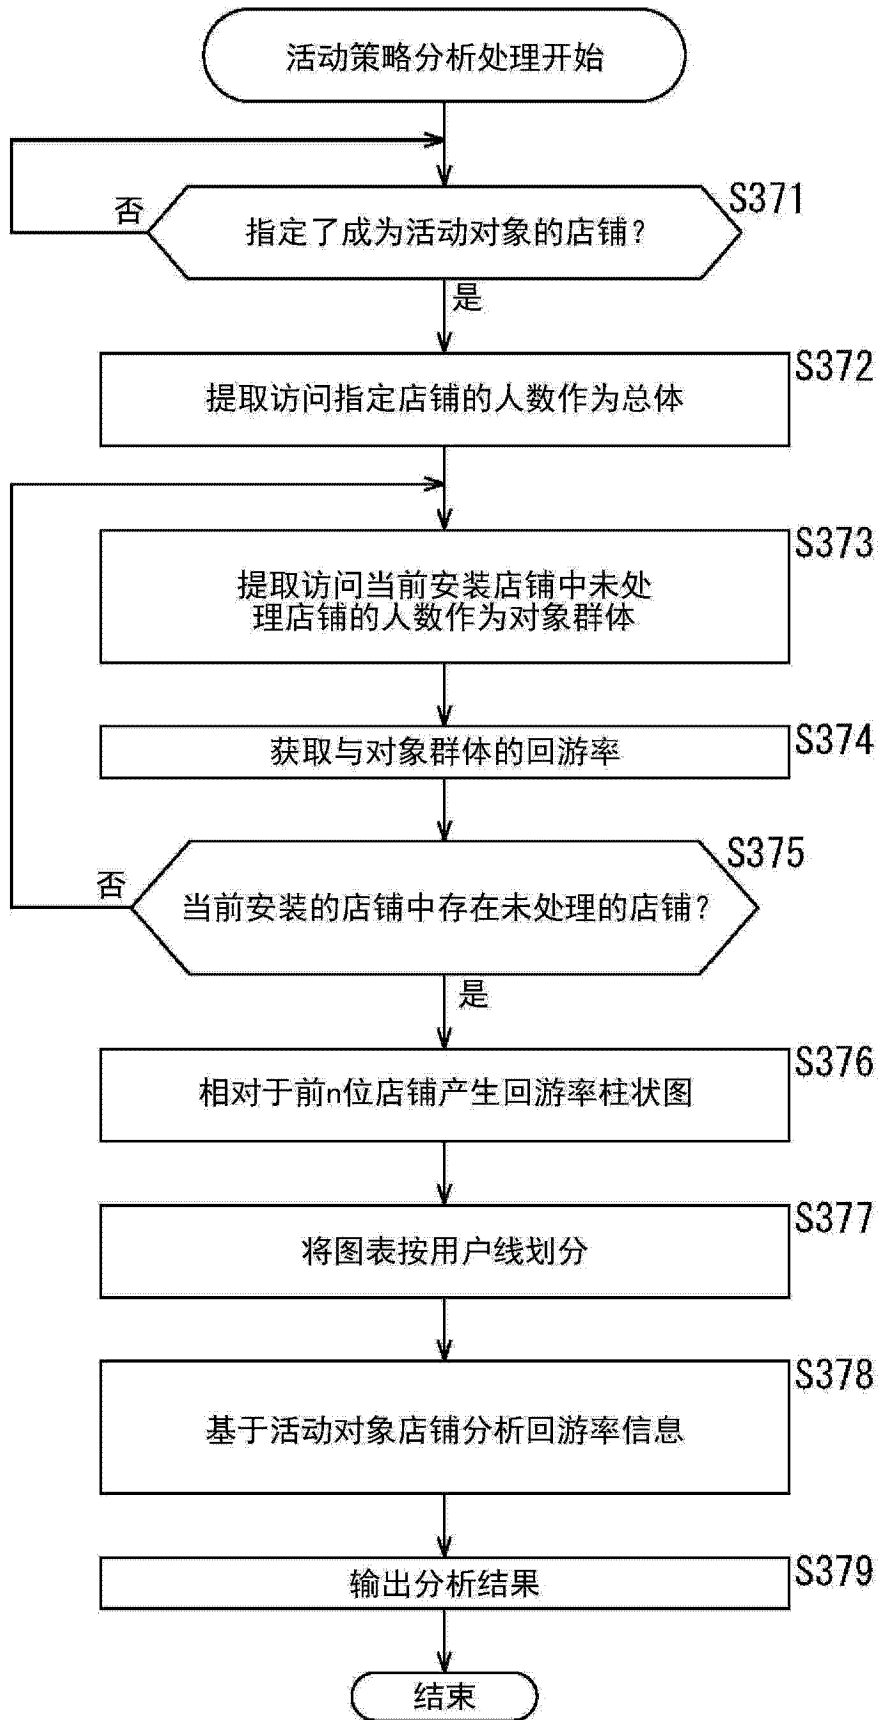 活动策略分析处理开始
否
S371
指定了成为活动对象的店铺?
是
S372
提取访问指定店铺的人数作为总体
S373
提取访问当前安装店铺中未处
理店铺的人数作为对象群体
S374
获取与对象群体的回游率
S375
否
当前安装的店铺中存在未处理的店铺?
是
S376
相对于前n位店铺产生回游率柱状图
S377
将图表按用户线划分
S378
基于活动对象店铺分析回游率信息
S379
输出分析结果
结束